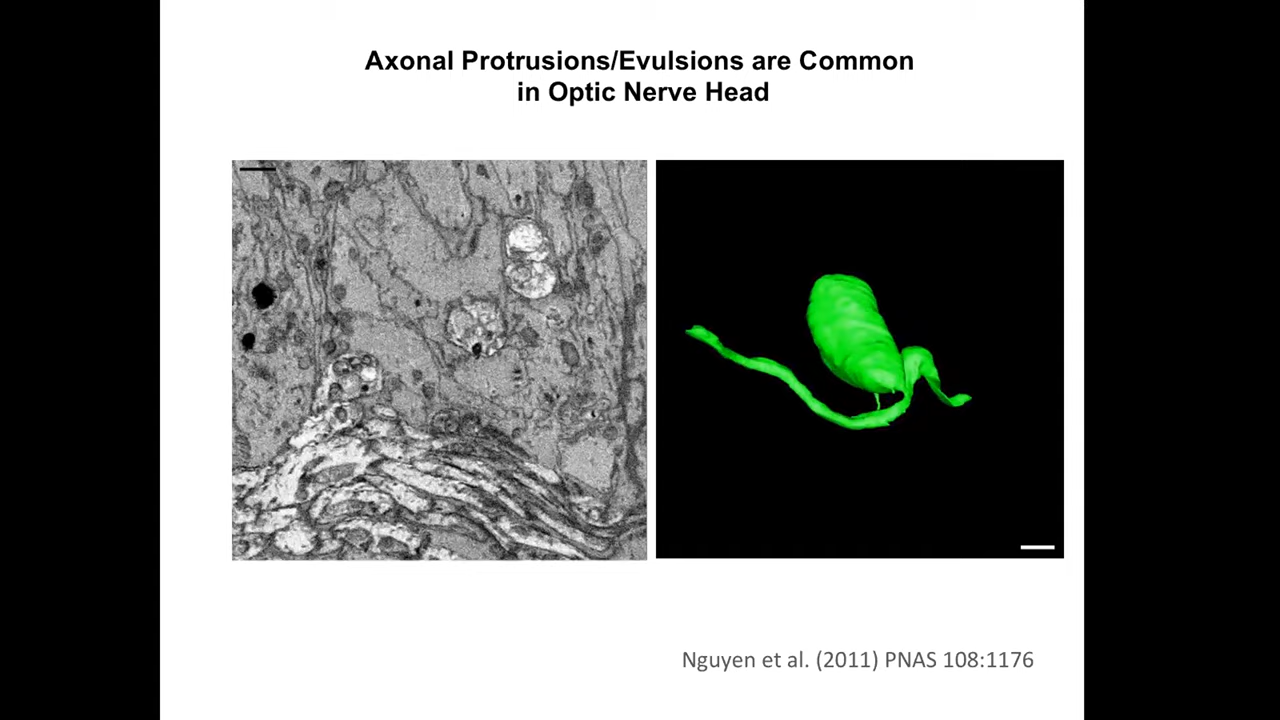 Axonal Protrusions/Evulsions are Common
in Optic Nerve Head
Nguyen et al. (2011) PNAS 108:1176